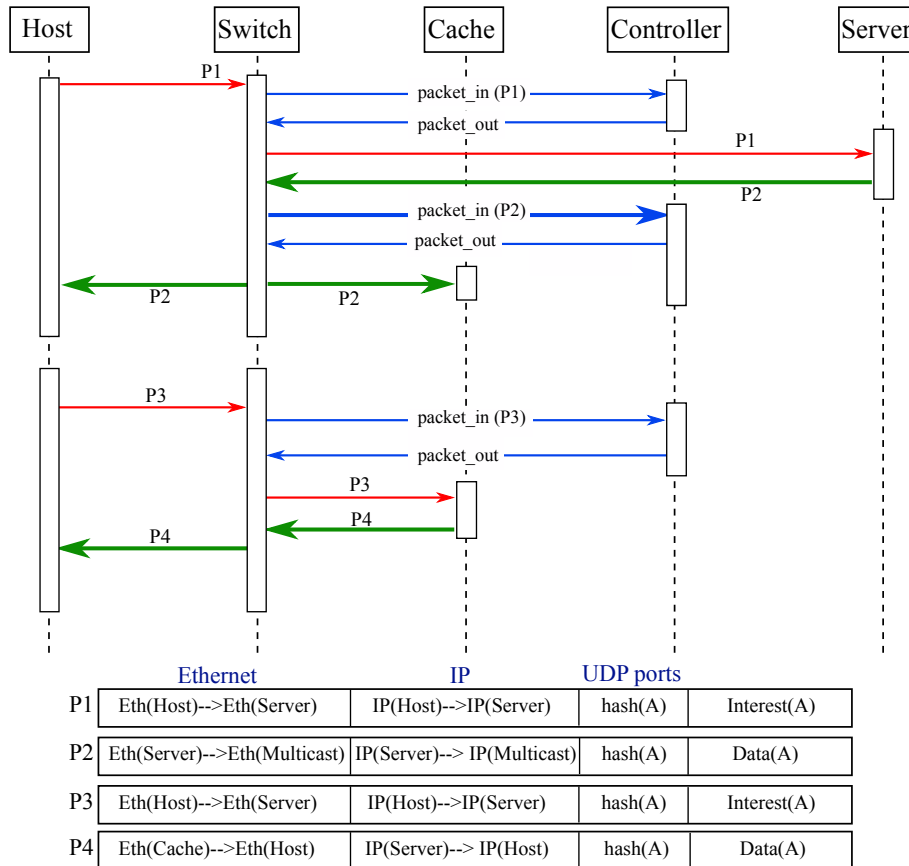 Host Switch Cache Controller Server
P1
packet_in (P1)
packet_out
P1
P2
packet_in (P2)
packet_out
P2 P2
P3
packet_in (P3)
packet_out
P3
P4
P4
Ethernet IP UDP ports
P1 Eth(Host)-->Eth(Server) IP(Host)-->IP(Server) hash(A) Interest(A)
P2 Eth(Server)-->Eth(Multicast) IP(Server)--> IP(Multicast) hash(A) Data(A)
P3 Eth(Host)-->Eth(Server) IP(Host)-->IP(Server) hash(A) Interest(A)
P4 Eth(Cache)-->Eth(Host) IP(Server)--> IP(Host) hash(A) Data(A)